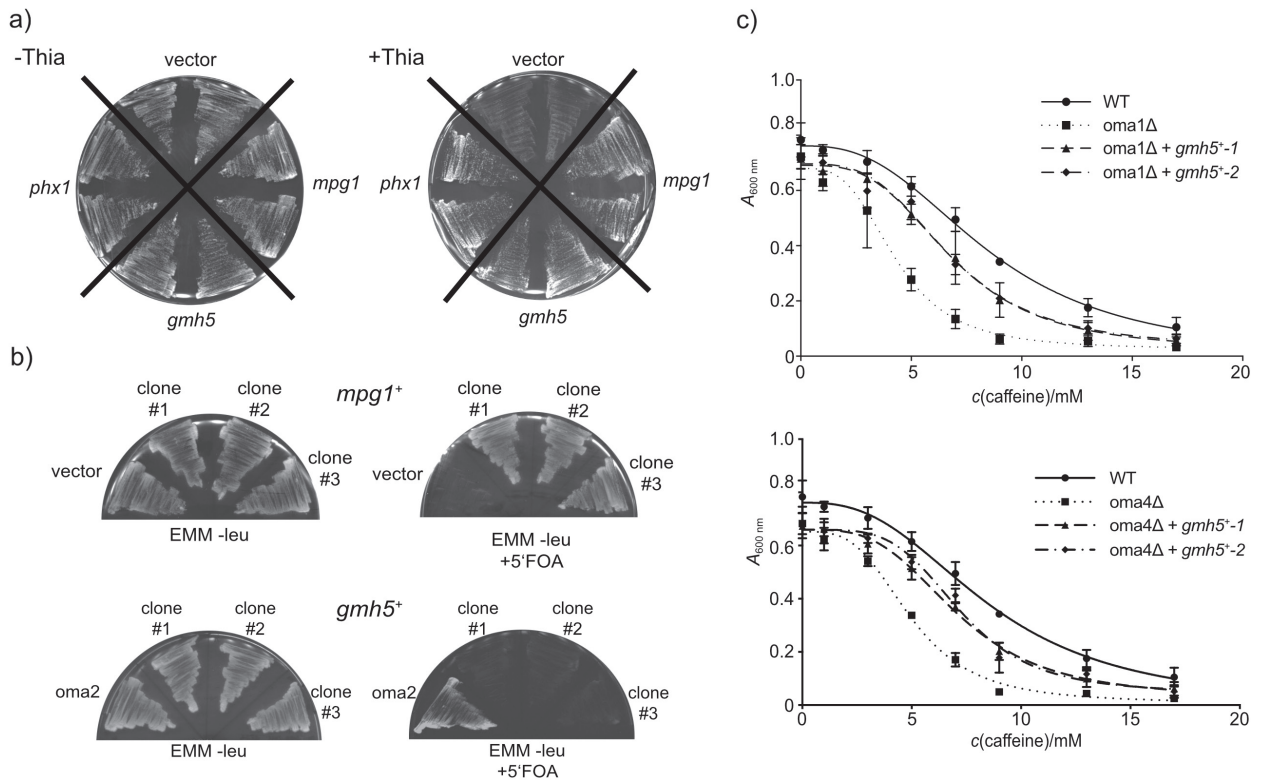 a)
-Thia
vector
phx1
mpg1
gmh5
+Thia
vector
phx1
mpg1
gmh5
b)
mpg1⁺
clone
#1
clone
#2
clone
#3
vector
EMM -leu
clone
#1
clone
#2
clone
#3
vector
EMM -leu
+5'FOA
gmh5⁺
clone
#1
clone
#2
clone
#3
oma2
EMM -leu
clone
#1
clone
#2
clone
#3
oma2
EMM -leu
+5'FOA
c)
1.0
0.8
0.6
0.4
0.2
0
A600 nm
0 5 10 15 20
c(caffeine)/mM
WT
oma1Δ
oma1Δ + gmh5⁺-1
oma1Δ + gmh5⁺-2
1.0
0.8
0.6
0.4
0.2
0
A600 nm
0 5 10 15 20
c(caffeine)/mM
WT
oma4Δ
oma4Δ + gmh5⁺-1
oma4Δ + gmh5⁺-2